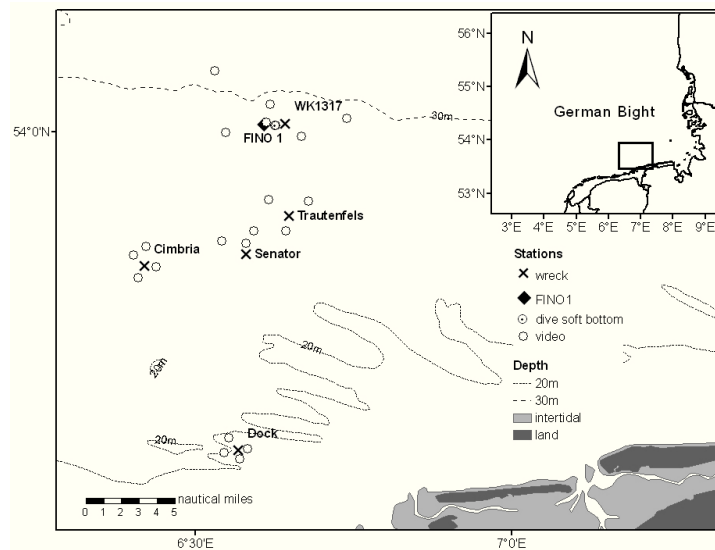 56°N
55°N
54°N
53°N
3°E 4°E 5°E 6°E 7°E 8°E 9°E
N
German Bight
54°0'N
30m
WK1317
FINO 1
Trautenfels
Cimbria
Senator
Stations
wreck
FINO1
dive soft bottom
video
Depth
20m
30m
intertidal
land
20m
20m
20m
Dock
nautical miles
0 1 2 3 4 5
6°30'E
7°0'E